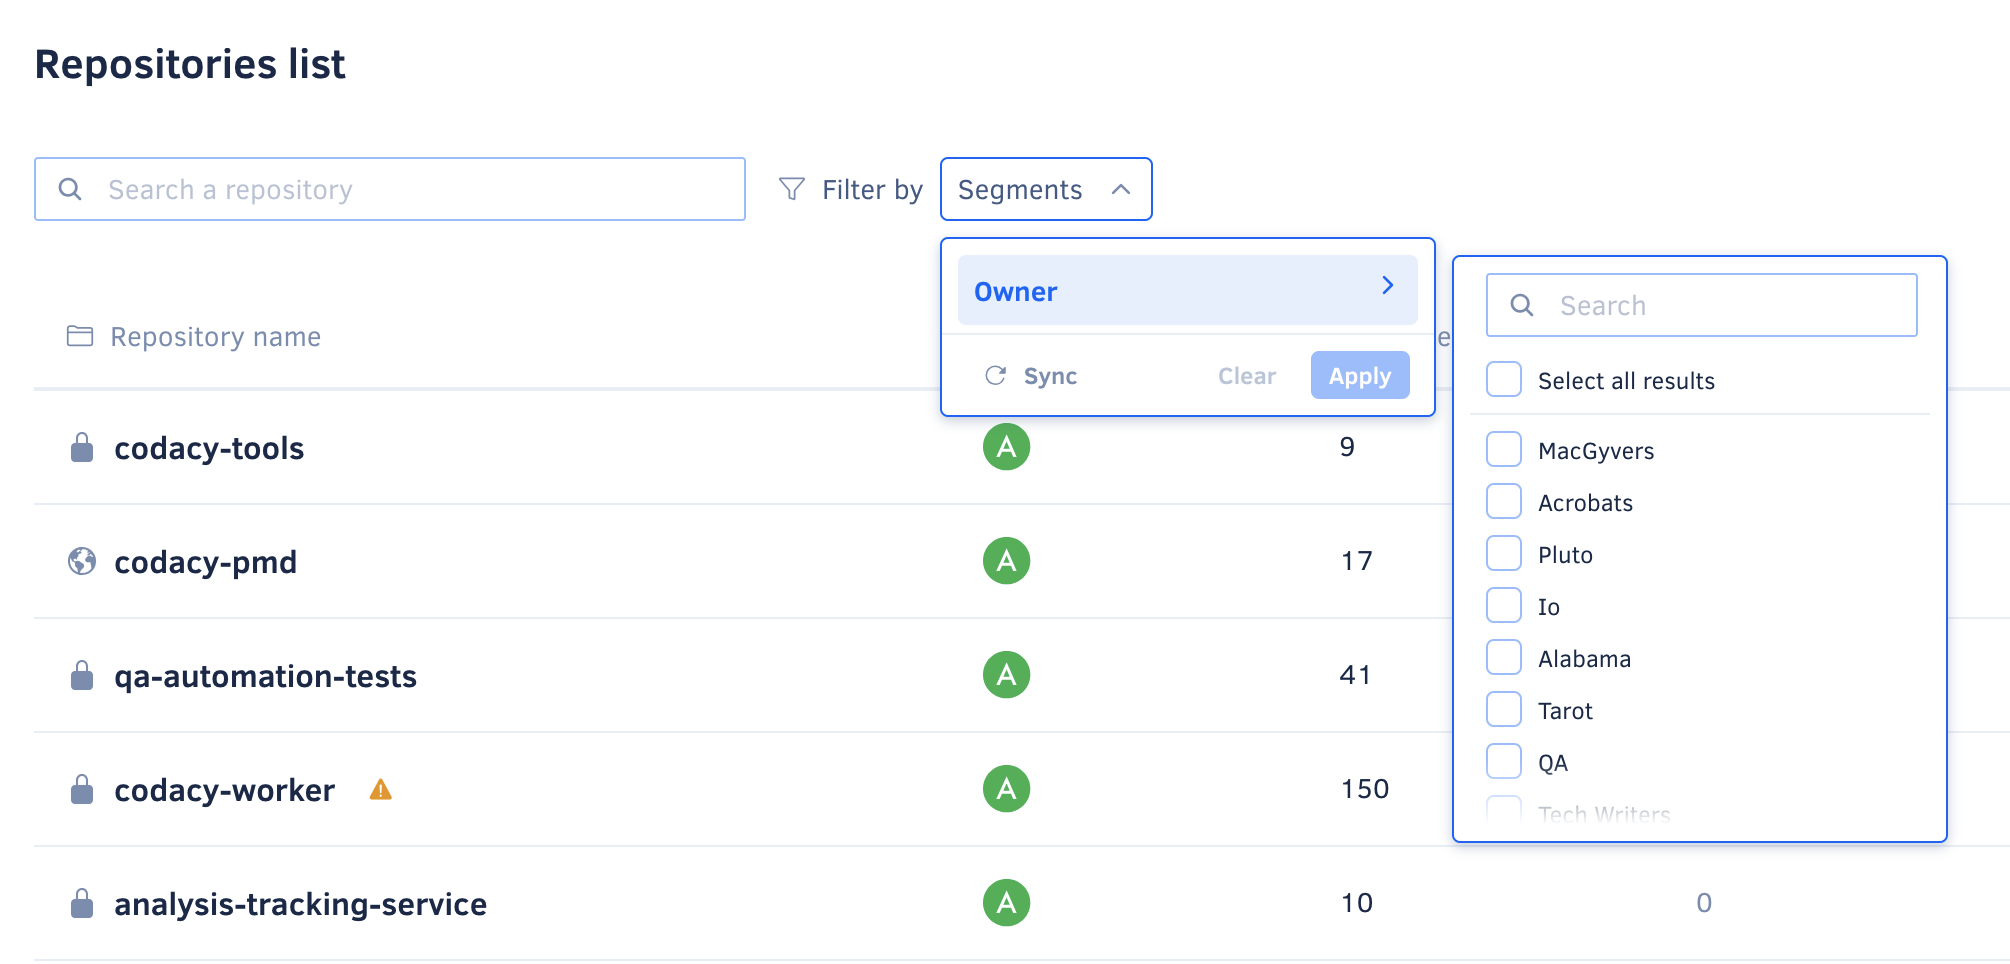 Repositories list
Search a repository
Filter by
Segments
Owner
Sync
Clear
Apply
Search
Select all results
MacGyvers
Acrobats
Pluto
Io
Alabama
Tarot
QA
Tech Writers
Repository name
codacy-tools
A
9
codacy-pmd
A
17
qa-automation-tests
A
41
codacy-worker
A
150
analysis-tracking-service
A
10
0